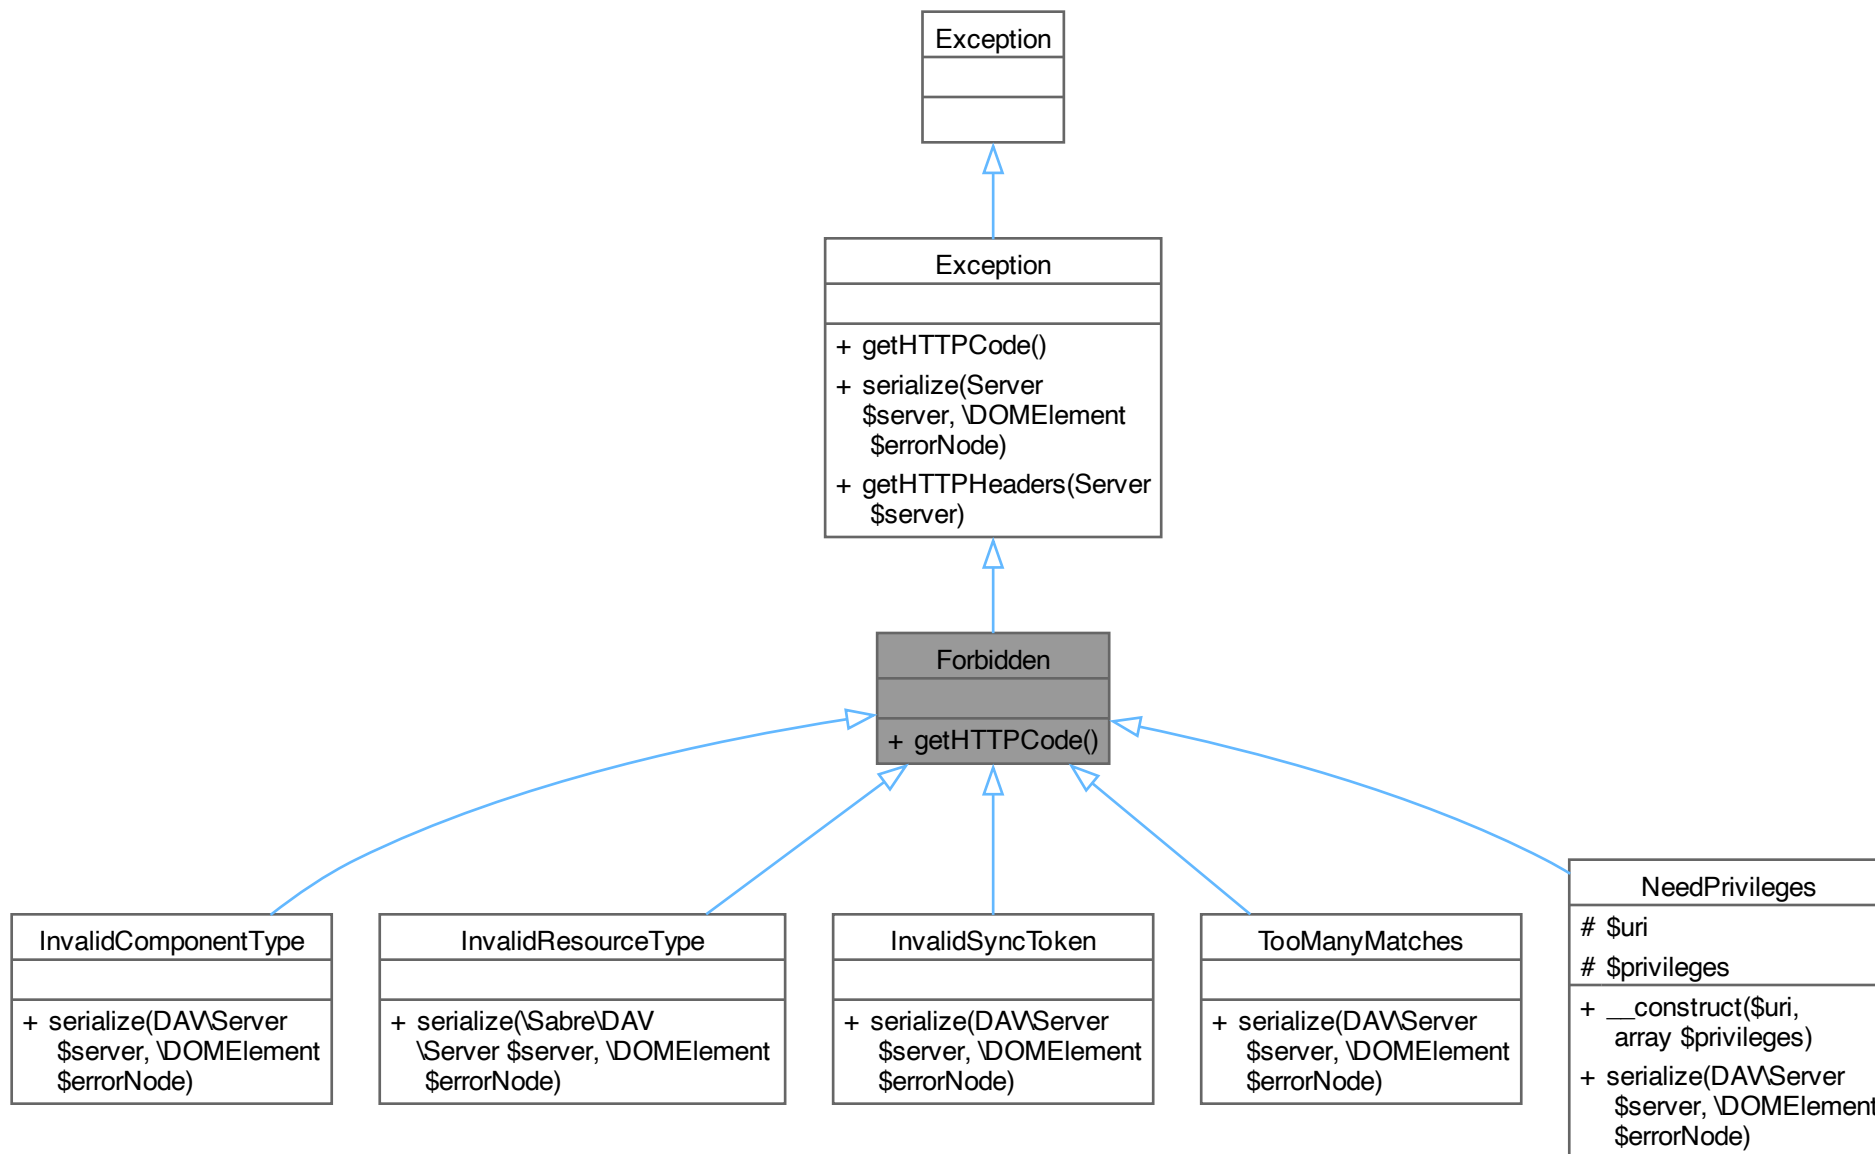 Exception
Exception
+ getHTTPCode()
+ serialize(Server
$server, \DOMElement
$errorNode)
+ getHTTPHeaders(Server
$server)
Forbidden
+ getHTTPCode()
InvalidComponentType
+ serialize(DAV\Server
$server, \DOMElement
$errorNode)
InvalidResourceType
+ serialize(\Sabre\DAV
\Server $server, \DOMElement
$errorNode)
InvalidSyncToken
+ serialize(DAV\Server
$server, \DOMElement
$errorNode)
TooManyMatches
+ serialize(DAV\Server
$server, \DOMElement
$errorNode)
NeedPrivileges
# $uri
# $privileges
+ __construct($uri,
array $privileges)
+ serialize(DAV\Server
$server, \DOMElement
$errorNode)